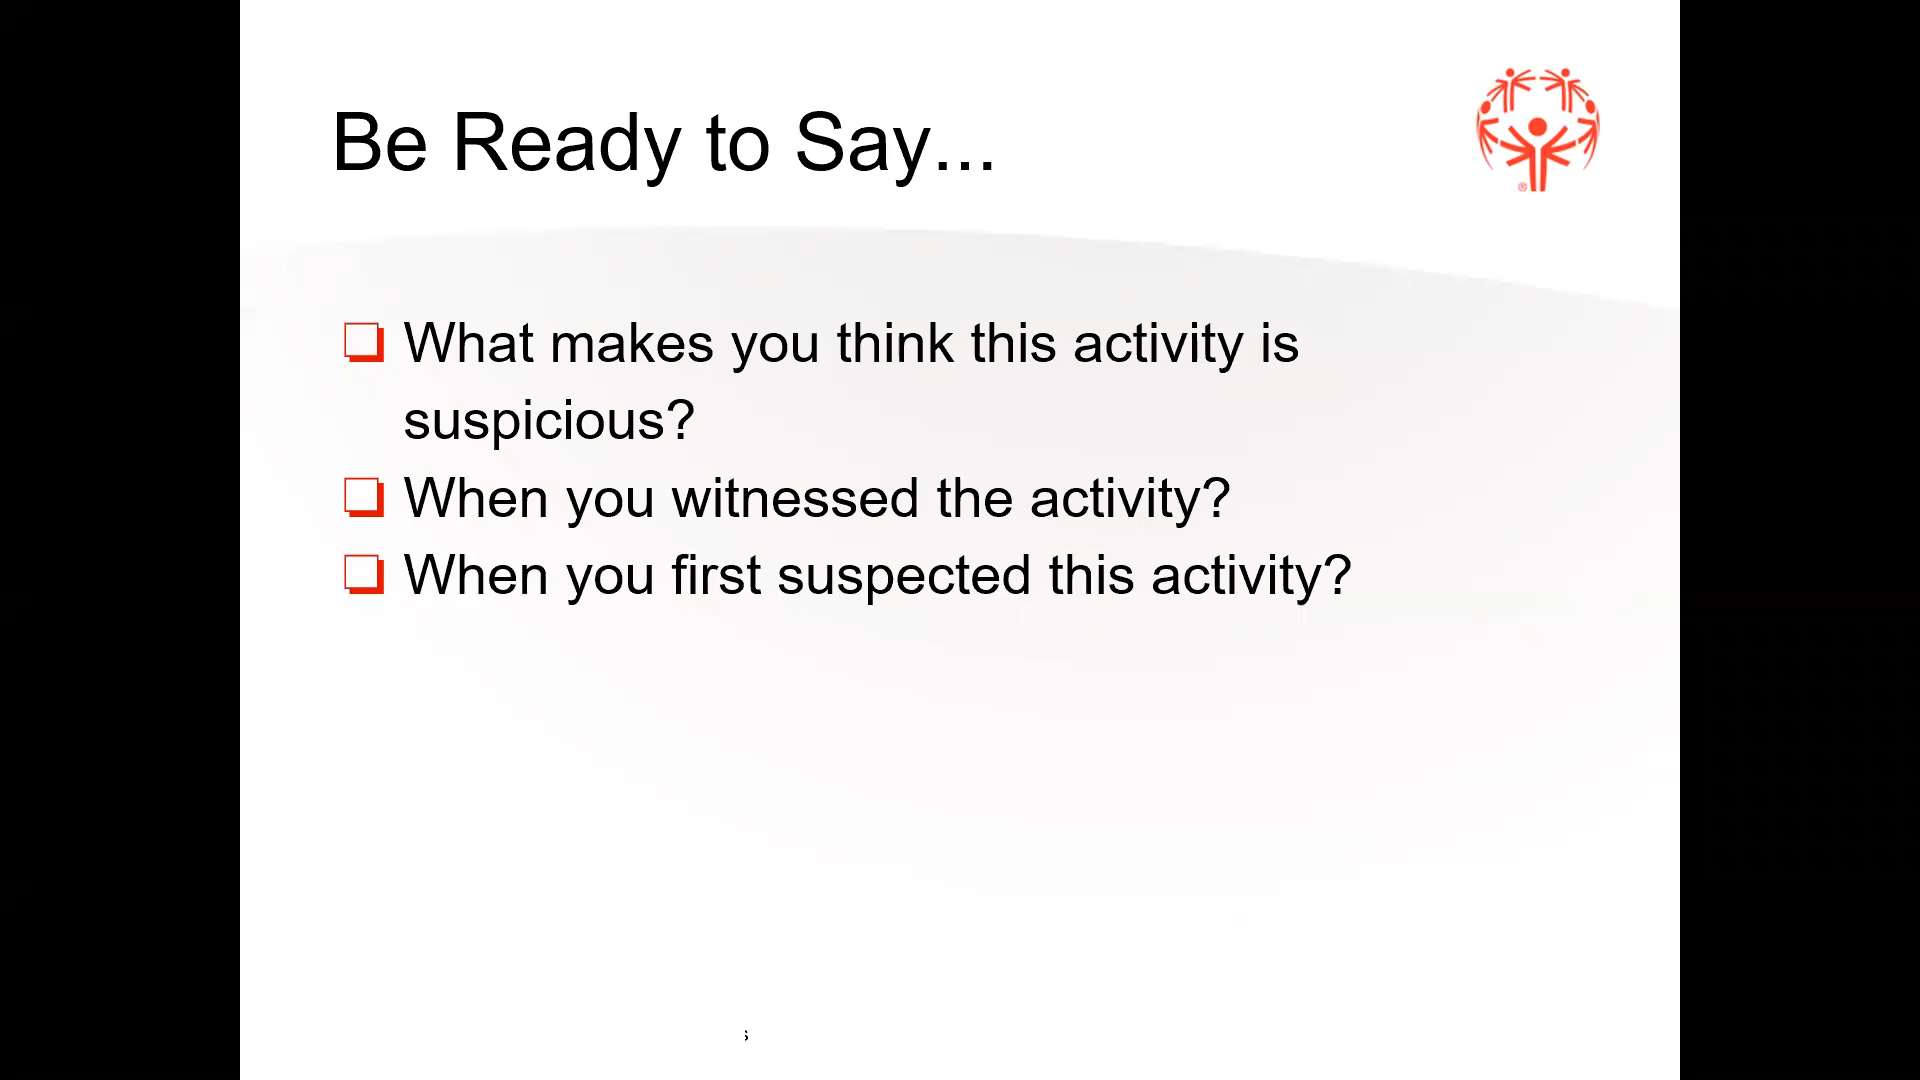 Be Ready to Say...
What makes you think this activity is
suspicious?
When you witnessed the activity?
When you first suspected this activity?
®